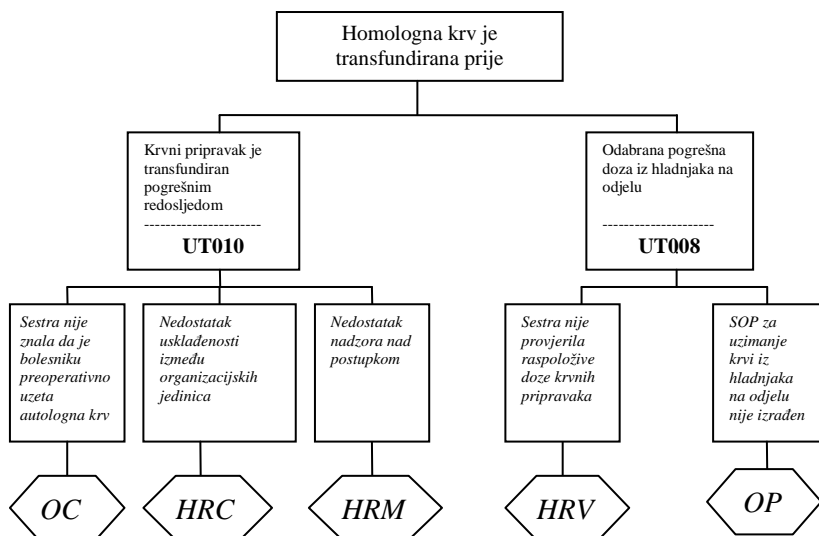 Homologna krv je
transfundirana prije
Krvni pripravak je
transfundiran
pogrešnim
redosljedom
----------------------
UT010
Odabrana pogrešna
doza iz hladnjaka na
odjelu
---------------------
UT008
Sestra nije
znala da je
bolesniku
preoperativno
uzeta
autologna krv
Nedostatak
usklađenosti
između
organizacijskih
jedinica
Nedostatak
nadzora nad
postupkom
Sestra nije
provjerila
raspoložive
doze krvnih
pripravaka
SOP za
uzimanje
krvi iz
hladnjaka
na odjelu
nije izrađen
OC
HRC
HRM
HRV
OP